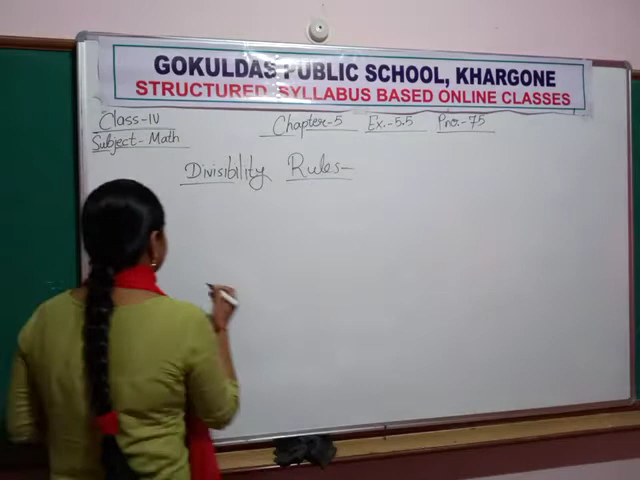 GOKULDAS PUBLIC SCHOOL, KHARGONE
STRUCTURED SYLLABUS BASED ONLINE CLASSES
Class-IV Chapter-5 Ex.-5.5 Pno.-75
Subject-Math
Divisibility Rules-